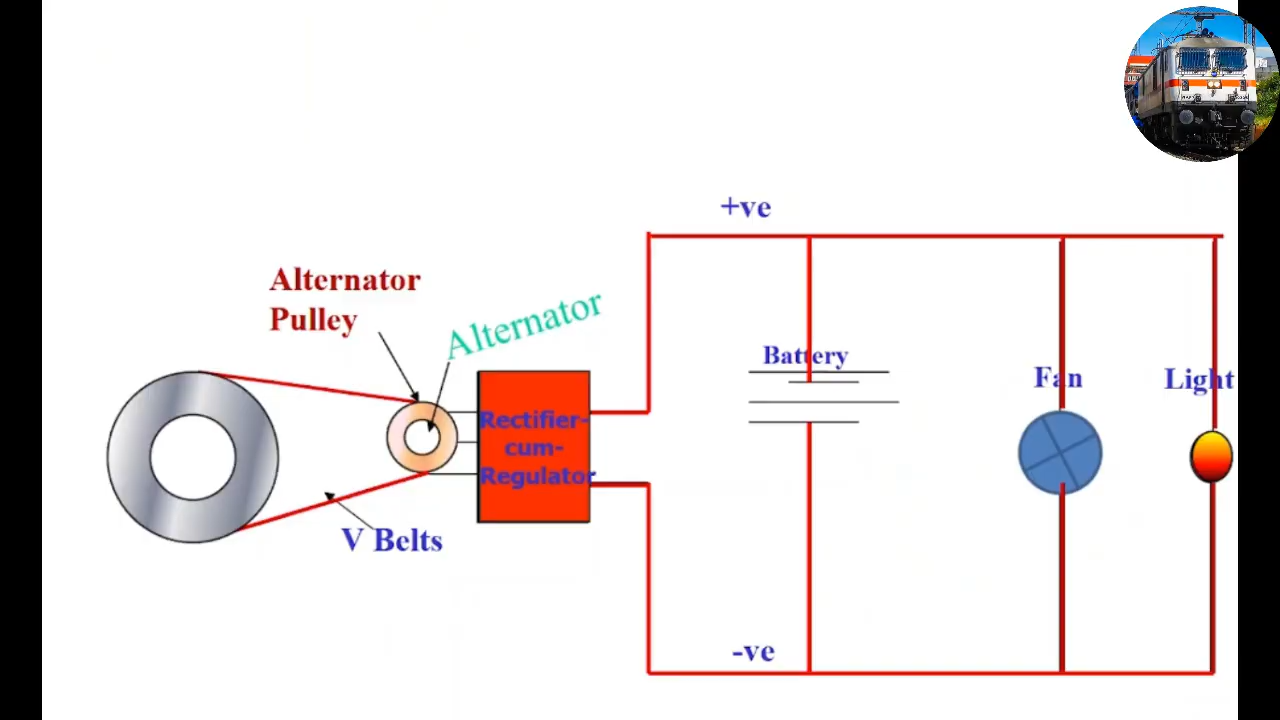 +ve
Alternator
Pulley
Alternator
Battery
Fan
Light
Rectifier-
cum-
Regulator
V Belts
-ve